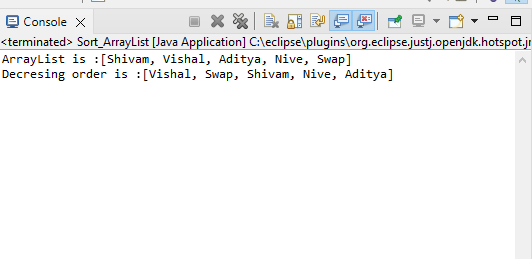 Console
<terminated> Sort_ArrayList [Java Application] C:\eclipse\plugins\org.eclipse.justj.openjdk.hotspot.jr
ArrayList is :[Shivam, Vishal, Aditya, Nive, Swap]
Decresing order is :[Vishal, Swap, Shivam, Nive, Aditya]